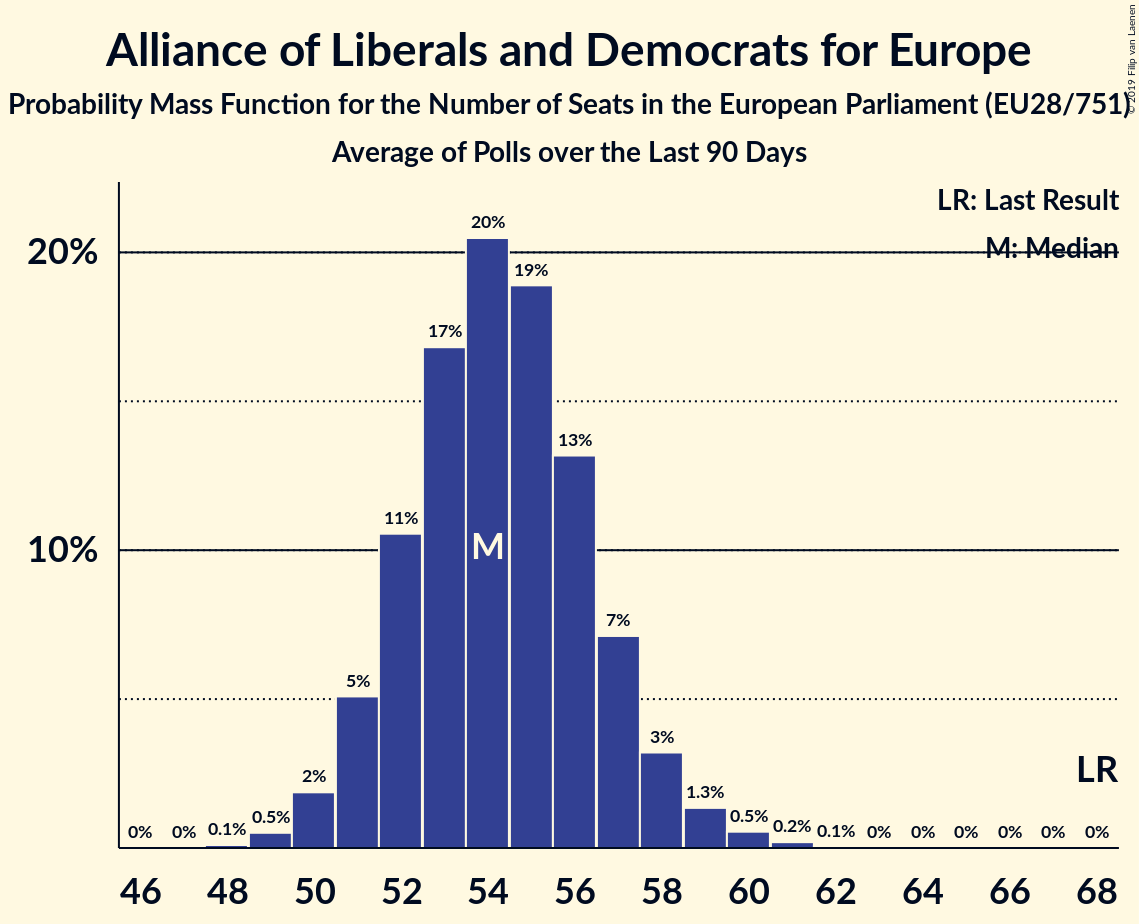 Alliance of Liberals and Democrats for Europe
Probability Mass Function for the Number of Seats in the European Parliament (EU28/751)
Average of Polls over the Last 90 Days
© 2019 Filip van Laenen
LR: Last Result
M: Median
20%
10%
0%
0%
0.1%
0.5%
2%
5%
11%
17%
20%
19%
13%
7%
3%
1.3%
0.5%
0.2%
0.1%
0%
0%
0%
0%
0%
0%
M
LR
46 48 50 52 54 56 58 60 62 64 66 68